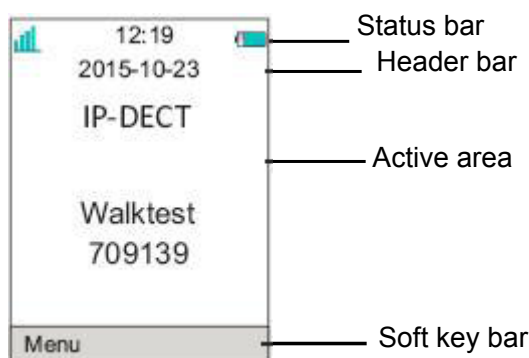 12:19
Status bar
2015-10-23
Header bar
IP-DECT
Active area
Walktest
709139
Menu
Soft key bar